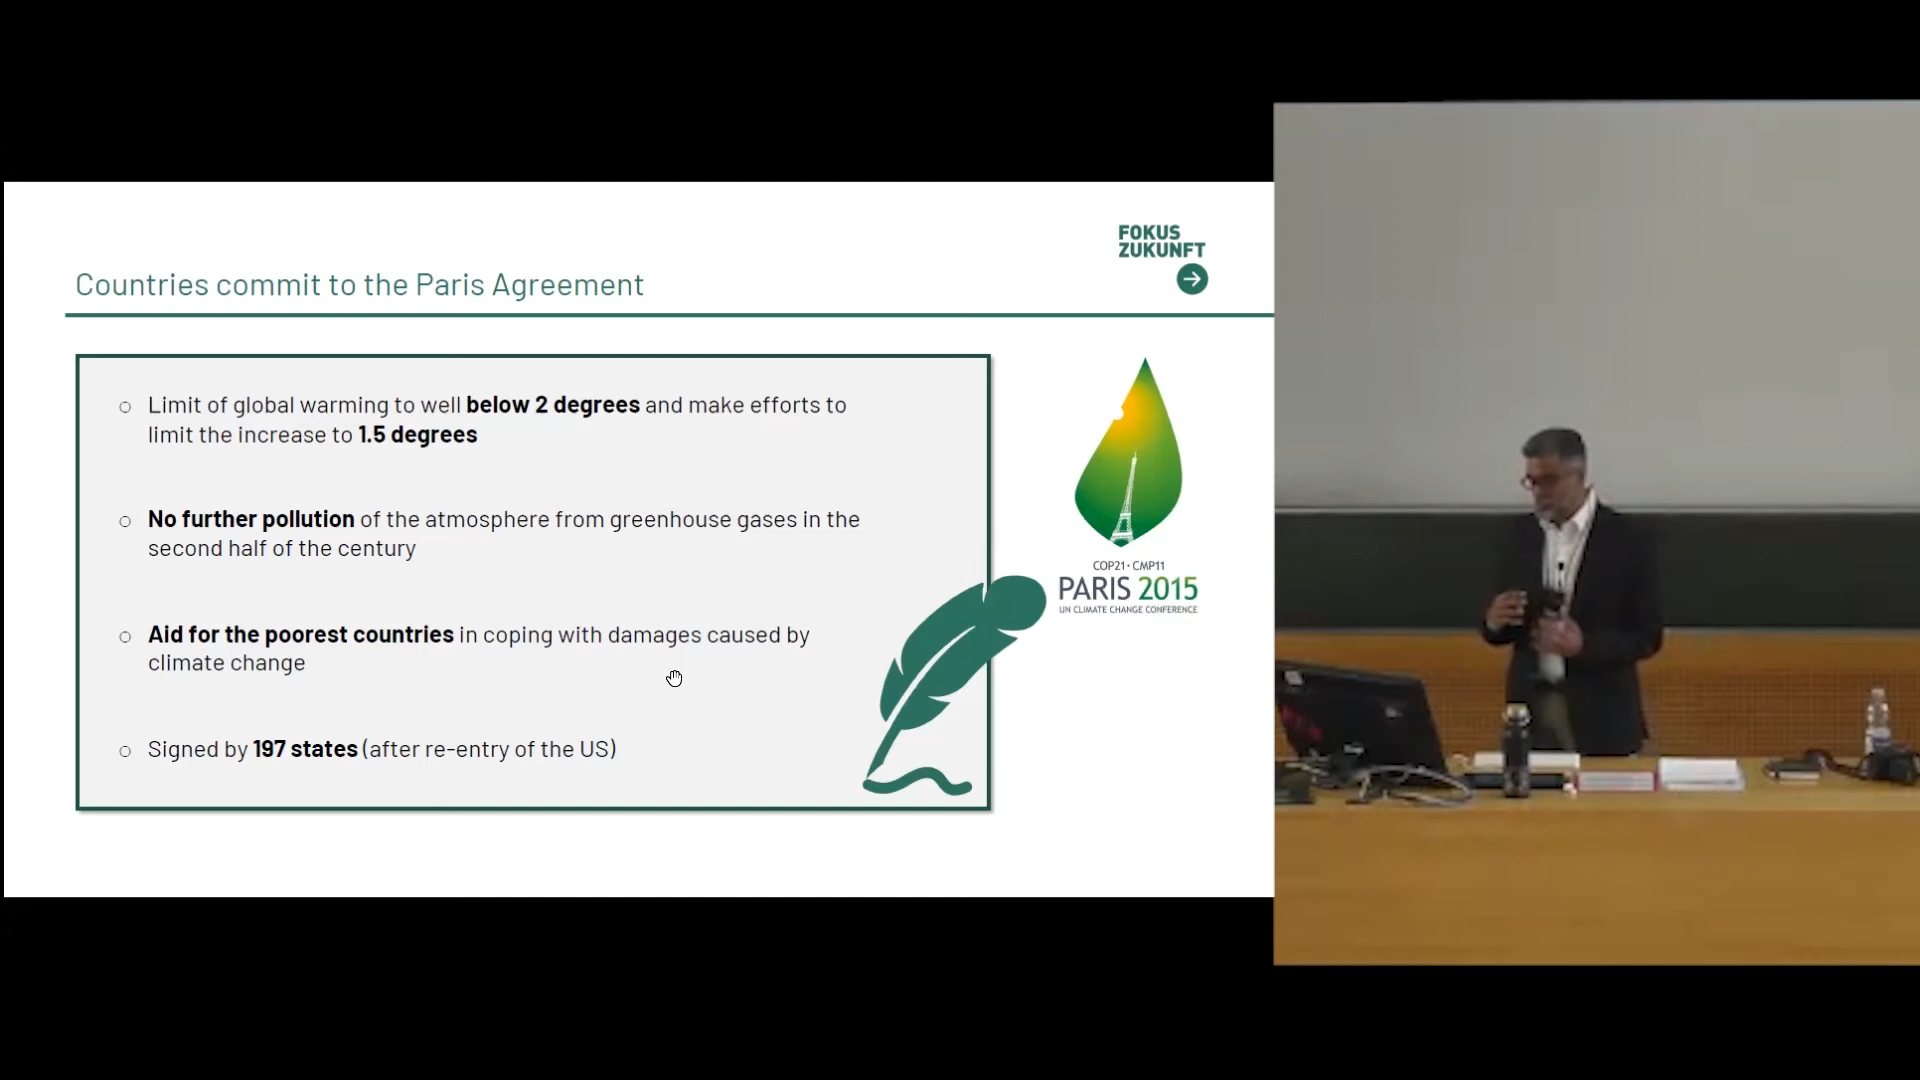 FOKUS
ZUKUNFT
Countries commit to the Paris Agreement
Limit of global warming to well below 2 degrees and make efforts to
limit the increase to 1.5 degrees
No further pollution of the atmosphere from greenhouse gases in the
second half of the century
Aid for the poorest countries in coping with damages caused by
climate change
Signed by 197 states (after re-entry of the US)
COP21·CMP11
PARIS 2015
UN CLIMATE CHANGE CONFERENCE